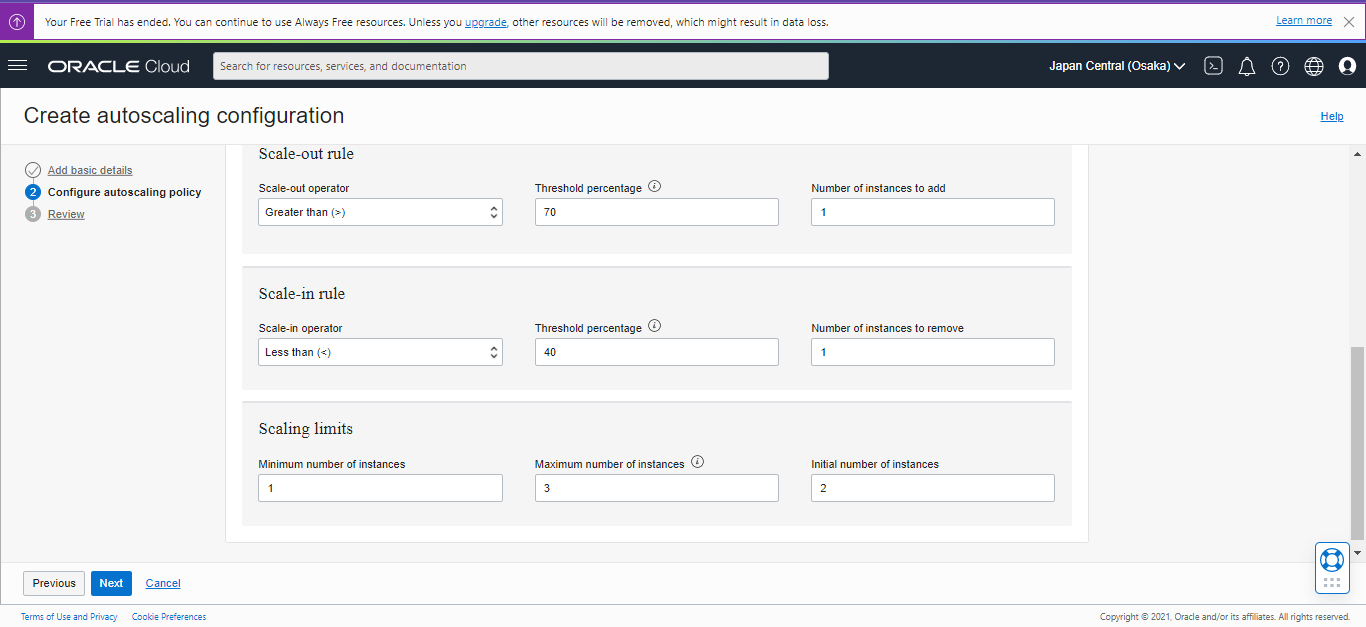 Your Free Trial has ended. You can continue to use Always Free resources. Unless you upgrade, other resources will be removed, which might result in data loss.
Learn more
ORACLE Cloud
Search for resources, services, and documentation
Japan Central (Osaka)
Create autoscaling configuration
Help
Add basic details
2 Configure autoscaling policy
3 Review
Scale-out rule
Scale-out operator
Threshold percentage
Number of instances to add
Greater than (>)
70
1
Scale-in rule
Scale-in operator
Threshold percentage
Number of instances to remove
Less than (<)
40
1
Scaling limits
Minimum number of instances
Maximum number of instances
Initial number of instances
1
3
2
Previous
Next
Cancel
Terms of Use and Privacy
Cookie Preferences
Copyright © 2021, Oracle and/or its affiliates. All rights reserved.